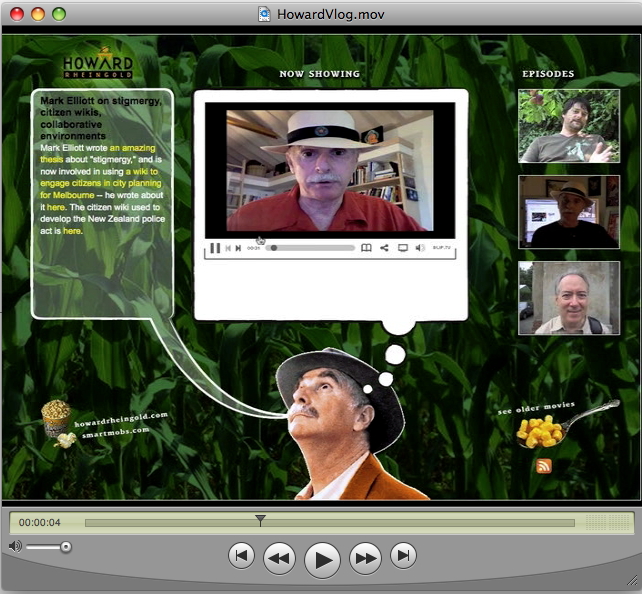 HowardVlog.mov
HOWARD
RHEINGOLD
NOW SHOWING
EPISODES
Mark Elliott on stigmergy,
citizen wikis,
collaborative
environments
Mark Elliott wrote an amazing
thesis about "stigmergy," and is
now involved in using a wiki to
engage citizens in city planning
for Melbourne -- he wrote about
it here. The citizen wiki used to
develop the New Zealand police
act is here.
BLIP.TV
howardrheingold.com
smartmobs.com
see older movies
00:00:04